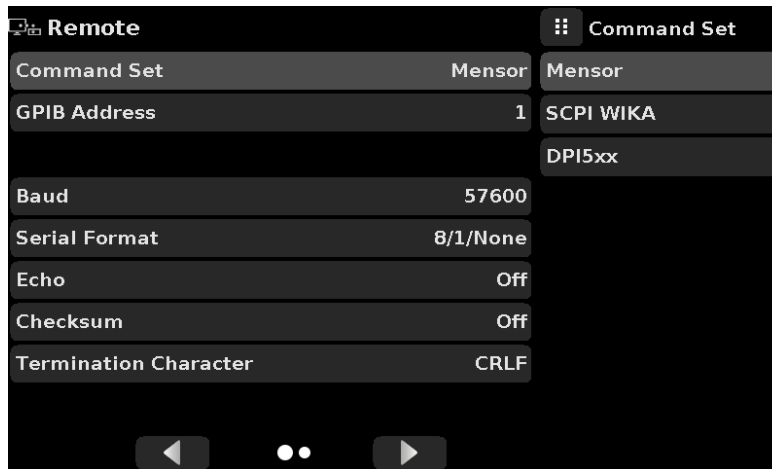 Remote
Command Set Mensor
GPIB Address 1
Baud 57600
Serial Format 8/1/None
Echo Off
Checksum Off
Termination Character CRLF
Command Set
Mensor
SCPI WIKA
DPI5xx